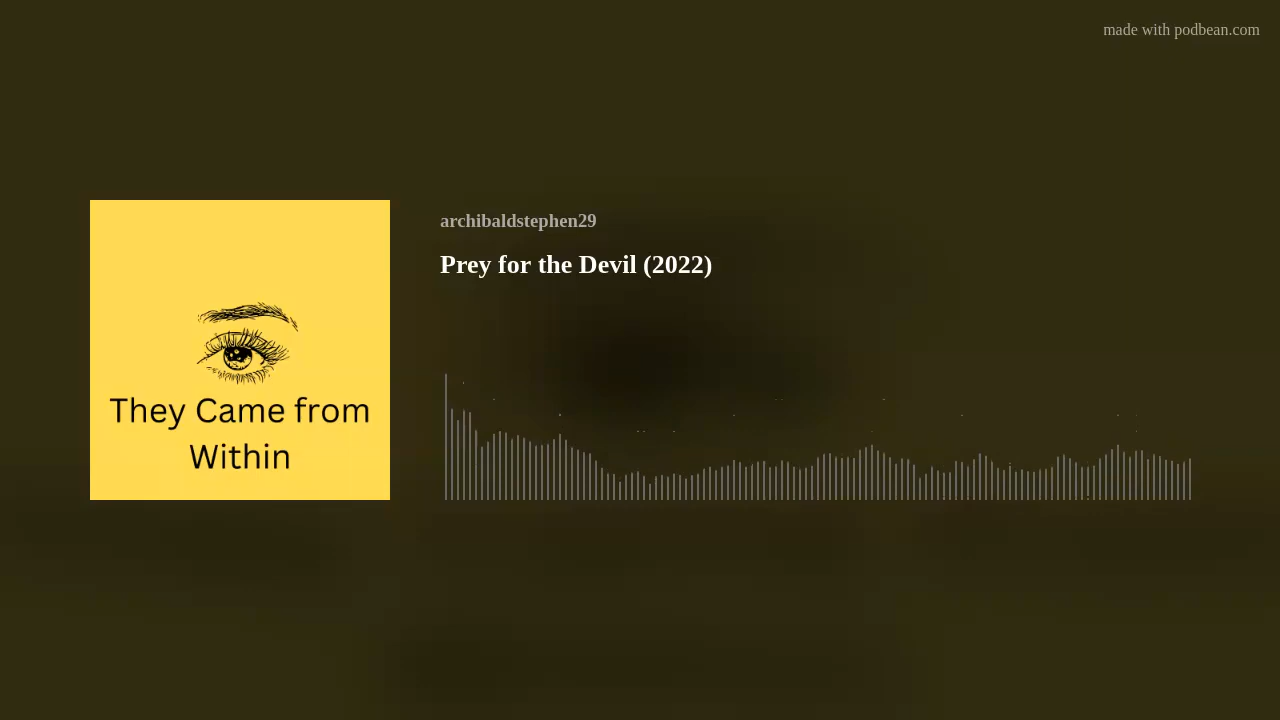 made with podbean.com
archibaldstephen29
Prey for the Devil (2022)
They Came from
Within